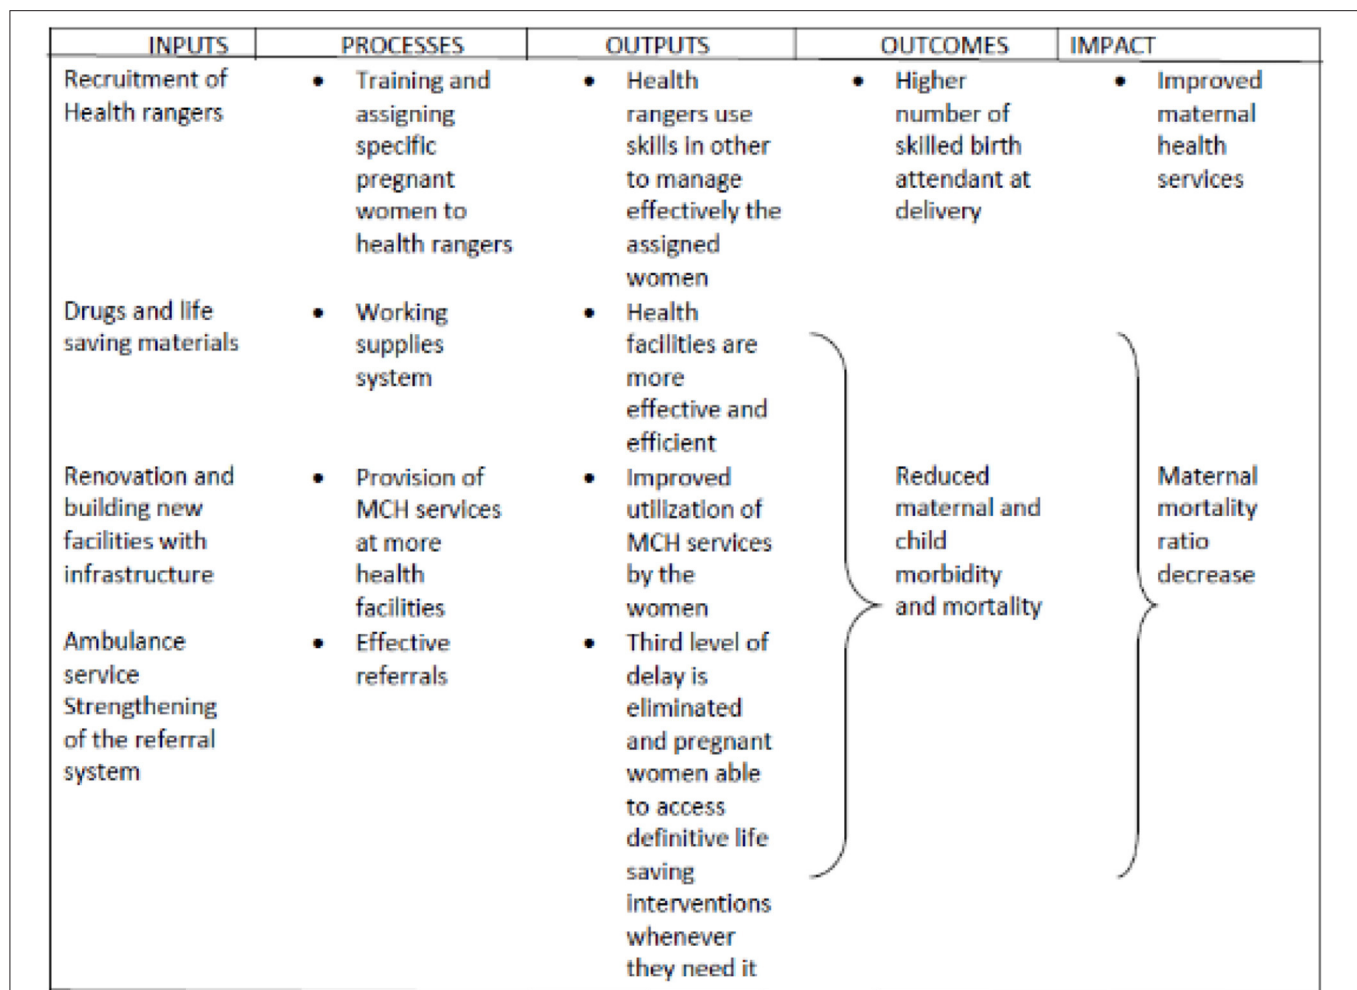 INPUTS PROCESSES OUTPUTS OUTCOMES IMPACT
Recruitment of
Health rangers
• Training and
assigning
specific
pregnant
women to
health rangers
• Health
rangers use
skills in other
to manage
effectively the
assigned
women
• Higher
number of
skilled birth
attendant at
delivery
• Improved
maternal
health
services
Drugs and life
saving materials
• Working
supplies
system
• Health
facilities are
more
effective and
efficient
Renovation and
building new
facilities with
infrastructure
• Provision of
MCH services
at more
health
facilities
• Improved
utilization of
MCH services
by the
women
Reduced
maternal and
child
morbidity
and mortality
Maternal
mortality
ratio
decrease
Ambulance
service
Strengthening
of the referral
system
• Effective
referrals
• Third level of
delay is
eliminated
and pregnant
women able
to access
definitive life
saving
interventions
whenever
they need it